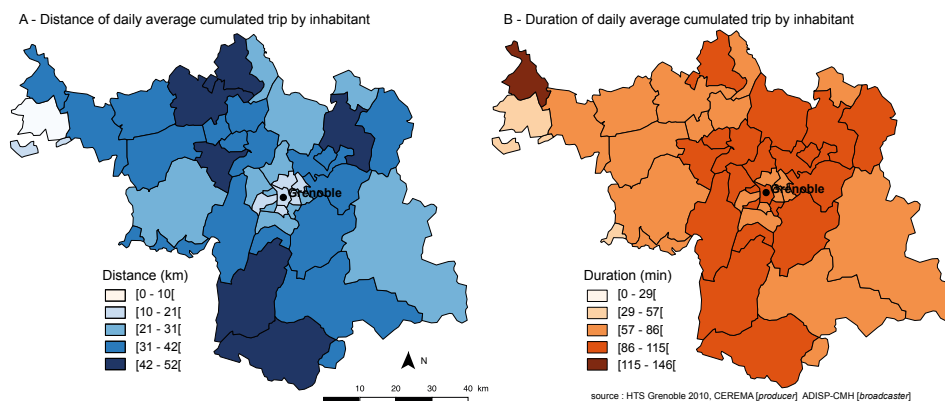 A - Distance of daily average cumulated trip by inhabitant
Grenoble
Distance (km)
[0 - 10[
[10 - 21[
[21 - 31[
[31 - 42[
[42 - 52[
N
0 10 20 30 40 km
B - Duration of daily average cumulated trip by inhabitant
Grenoble
Duration (min)
[0 - 29[
[29 - 57[
[57 - 86[
[86 - 115[
[115 - 146[
source : HTS Grenoble 2010, CEREMA [producer] ADISP-CMH [broadcaster]